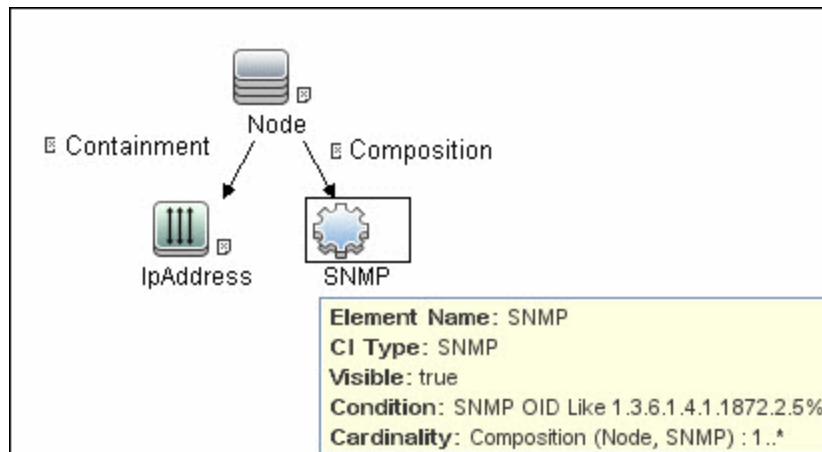 Node
Containment
Composition
IpAddress
SNMP
Element Name: SNMP
CI Type: SNMP
Visible: true
Condition: SNMP OID Like 1.3.6.1.4.1.1872.2.5%
Cardinality: Composition (Node, SNMP) : 1..*